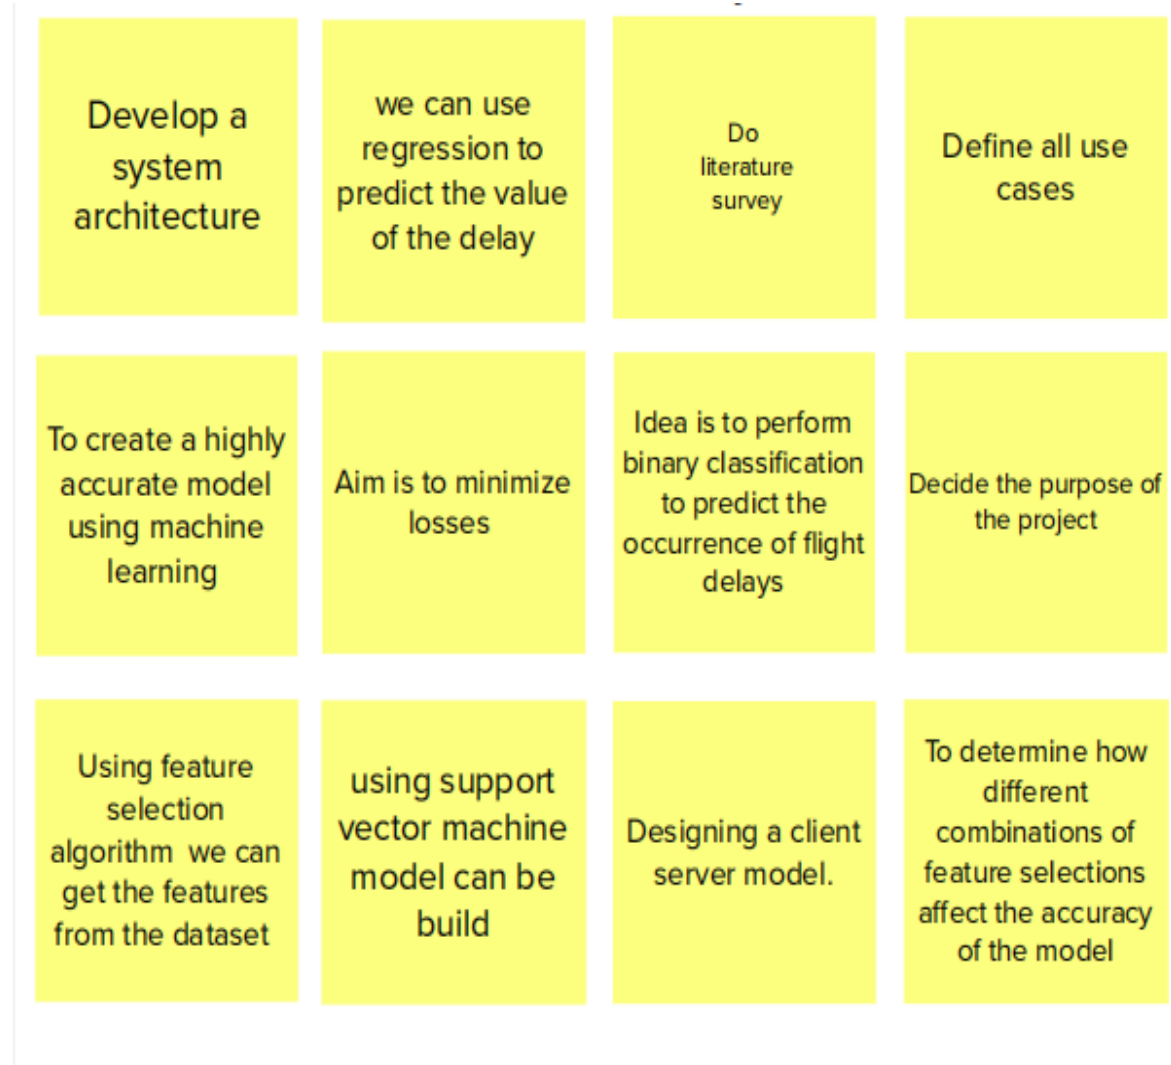 Develop a
system
architecture
we can use
regression to
predict the value
of the delay
Do
literature
survey
Define all use
cases
To create a highly
accurate model
using machine
learning
Aim is to minimize
losses
Idea is to perform
binary classification
to predict the
occurrence of flight
delays
Decide the purpose of
the project
Using feature
selection
algorithm we can
get the features
from the dataset
using support
vector machine
model can be
build
Designing a client
server model.
To determine how
different
combinations of
feature selections
affect the accuracy
of the model